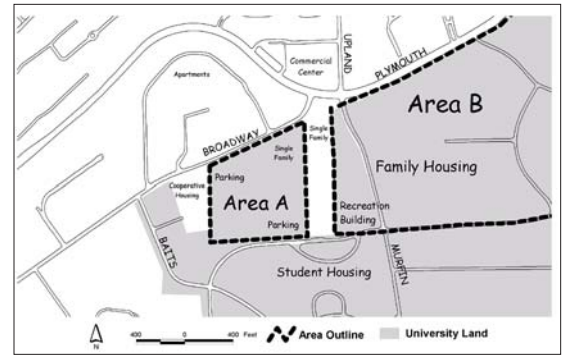 UPLAND
PLYMOUTH
Commercial
Center
Apartments
Area B
BROADWAY
Single
Family
Single
Family
Family Housing
Parking
Cooperative
Housing
Area A
Recreation
Building
Parking
BAITS
MURFIN
Student Housing
N
400 0 400 Feet
Area Outline
University Land